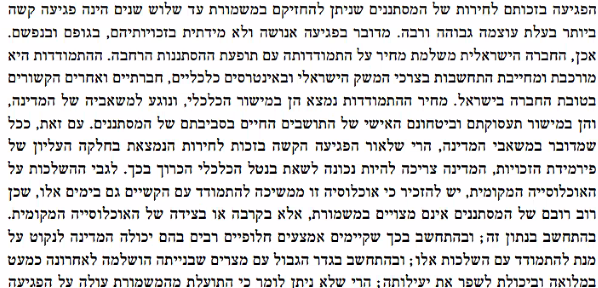 הפגיעה בזכותם לחירות של המסתננים שניתן להחזיקם במשמורת עד שלוש שנים הינה פגיעה קשה
ביותר בעלת עוצמה גבוהה ורבה. מדובר בפגיעה אנושה ולא מידתית בזכויותיהם, בגופם ובנפשם.
אכן, החברה הישראלית משלמת מחיר על התמודדותה עם תופעת ההסתננות הרחבה. ההתמודדות היא
מורכבת ומחייבת התחשבות בצרכי המשק הישראלי ובאינטרסים כלכליים, חברתיים ואחרים הקשורים
בטובת החברה בישראל. מחיר ההתמודדות נמצא הן במישור הכלכלי, ונוגע למשאביה של המדינה,
והן במישור תעסוקתם וביטחונם האישי של התושבים החיים בסביבתם של המסתננים. עם זאת, ככל
שמדובר במשאבי המדינה, הרי שלאור הפגיעה הקשה בזכות לחירות הנמצאת בחלקה העליון של
פירמידת הזכויות, המדינה צריכה להיות נכונה לשאת בנטל הכלכלי הכרוך בכך. לגבי ההשלכות על
האוכלוסייה המקומית, יש להזכיר כי אוכלוסיה זו ממשיכה להתמודד עם הקשיים גם בימים אלו, שכן
רוב רובם של המסתננים אינם מצויים במשמורת, אלא בקרבה או בצידה של האוכלוסייה המקומית.
בהתחשב בנתון זה; ובהתחשב בכך שקיימים אמצעים חלופיים רבים בהם יכולה המדינה לנקוט על
מנת להתמודד עם השלכות אלו; ובהתחשב בגדר הגבול עם מצרים שבנייתה הושלמה לאחרונה כמעט
במלואה וביכולת לשפר את יעילותה; הרי שלא ניתן לומר כי התועלת מהמשמורת עולה על הפגיעה